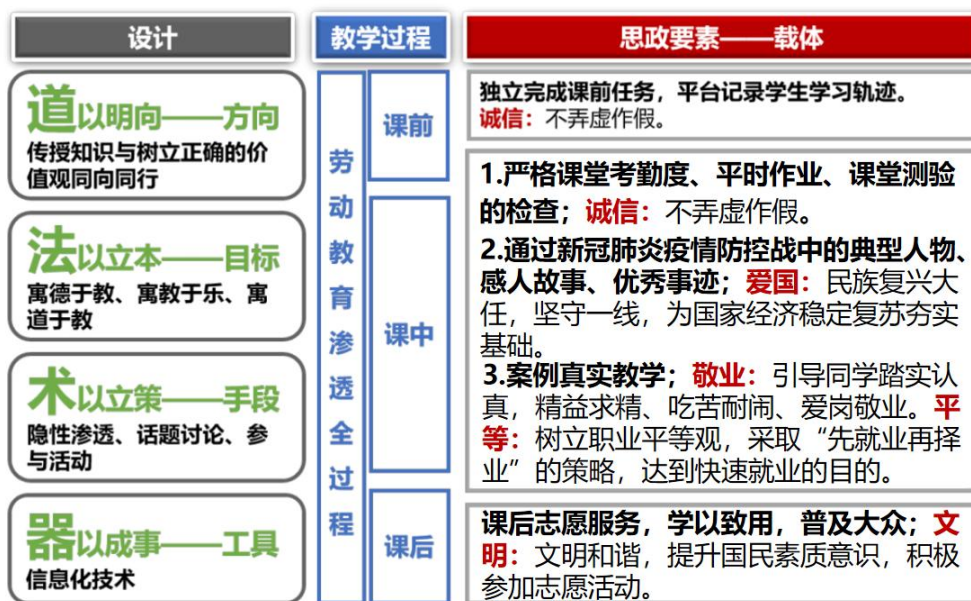 设计
教学过程
思政要素——载体
道以明向——方向
传授知识与树立正确的价
值观同向同行
法以立本——目标
寓德于教、寓教于乐、寓
道于教
术以立策——手段
隐性渗透、话题讨论、参
与活动
器以成事——工具
信息化技术
劳动教育渗透全过程
课前
课中
课后
独立完成课前任务，平台记录学生学习轨迹。
诚信：不弄虚作假。
1.严格课堂考勤度、平时作业、课堂测验
的检查；诚信：不弄虚作假。
2.通过新冠肺炎疫情防控战中的典型人物、
感人故事、优秀事迹；爱国：民族复兴大
任，坚守一线，为国家经济稳定复苏夯实
基础。
3.案例真实教学；敬业：引导同学踏实认
真，精益求精、吃苦耐闹、爱岗敬业。平
等：树立职业平等观，采取“先就业再择
业”的策略，达到快速就业的目的。
课后志愿服务，学以致用，普及大众；文
明：文明和谐，提升国民素质意识，积极
参加志愿活动。